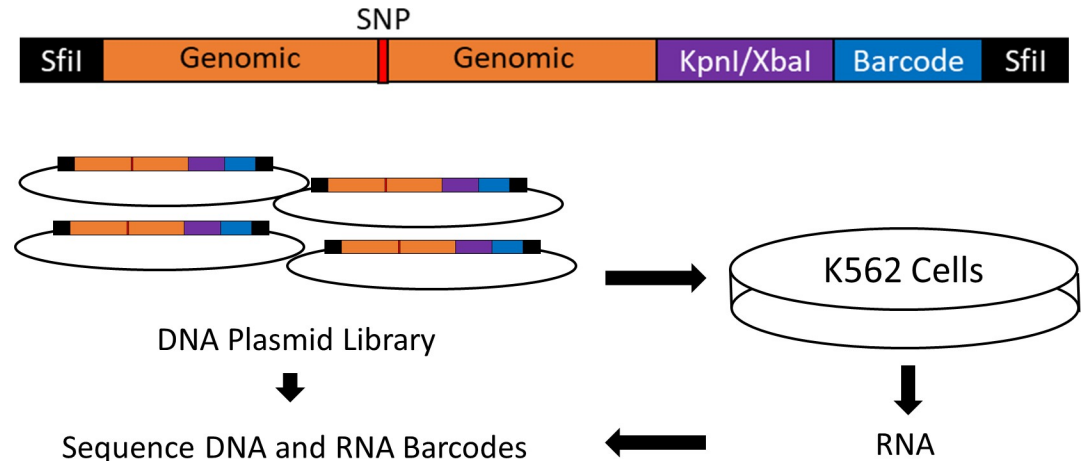 SNP
SfiI Genomic Genomic KpnI/XbaI Barcode SfiI
K562 Cells
DNA Plasmid Library
Sequence DNA and RNA Barcodes
RNA